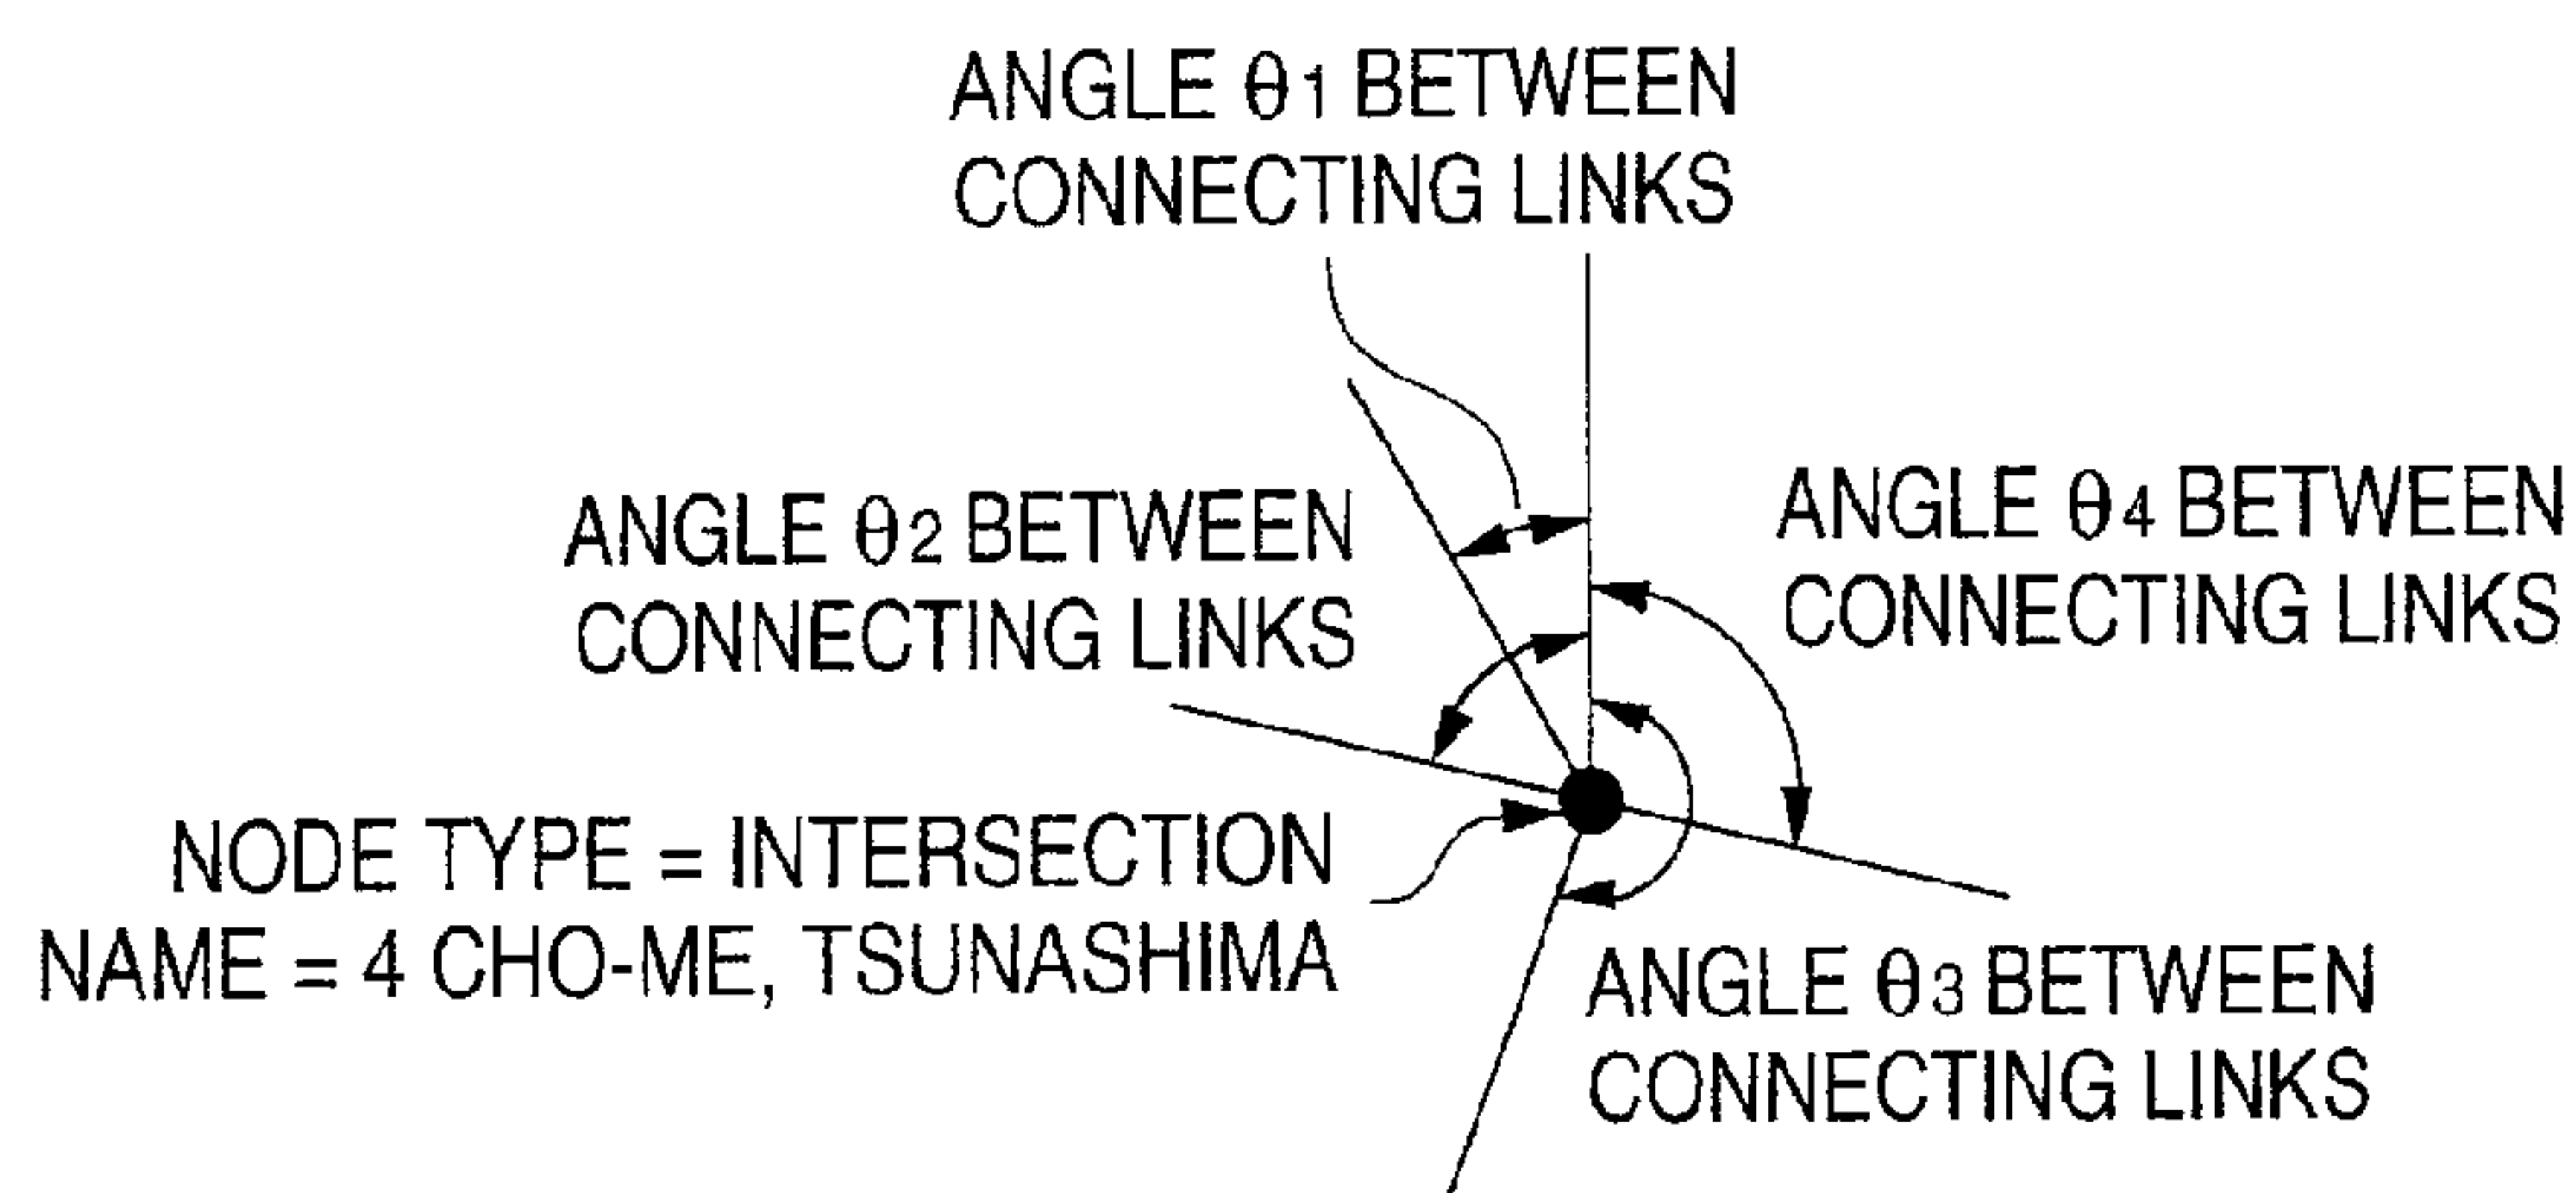 ANGLE θ1 BETWEEN
CONNECTING LINKS
ANGLE θ2 BETWEEN
CONNECTING LINKS
ANGLE θ4 BETWEEN
CONNECTING LINKS
NODE TYPE = INTERSECTION
NAME = 4 CHO-ME, TSUNASHIMA
ANGLE θ3 BETWEEN
CONNECTING LINKS